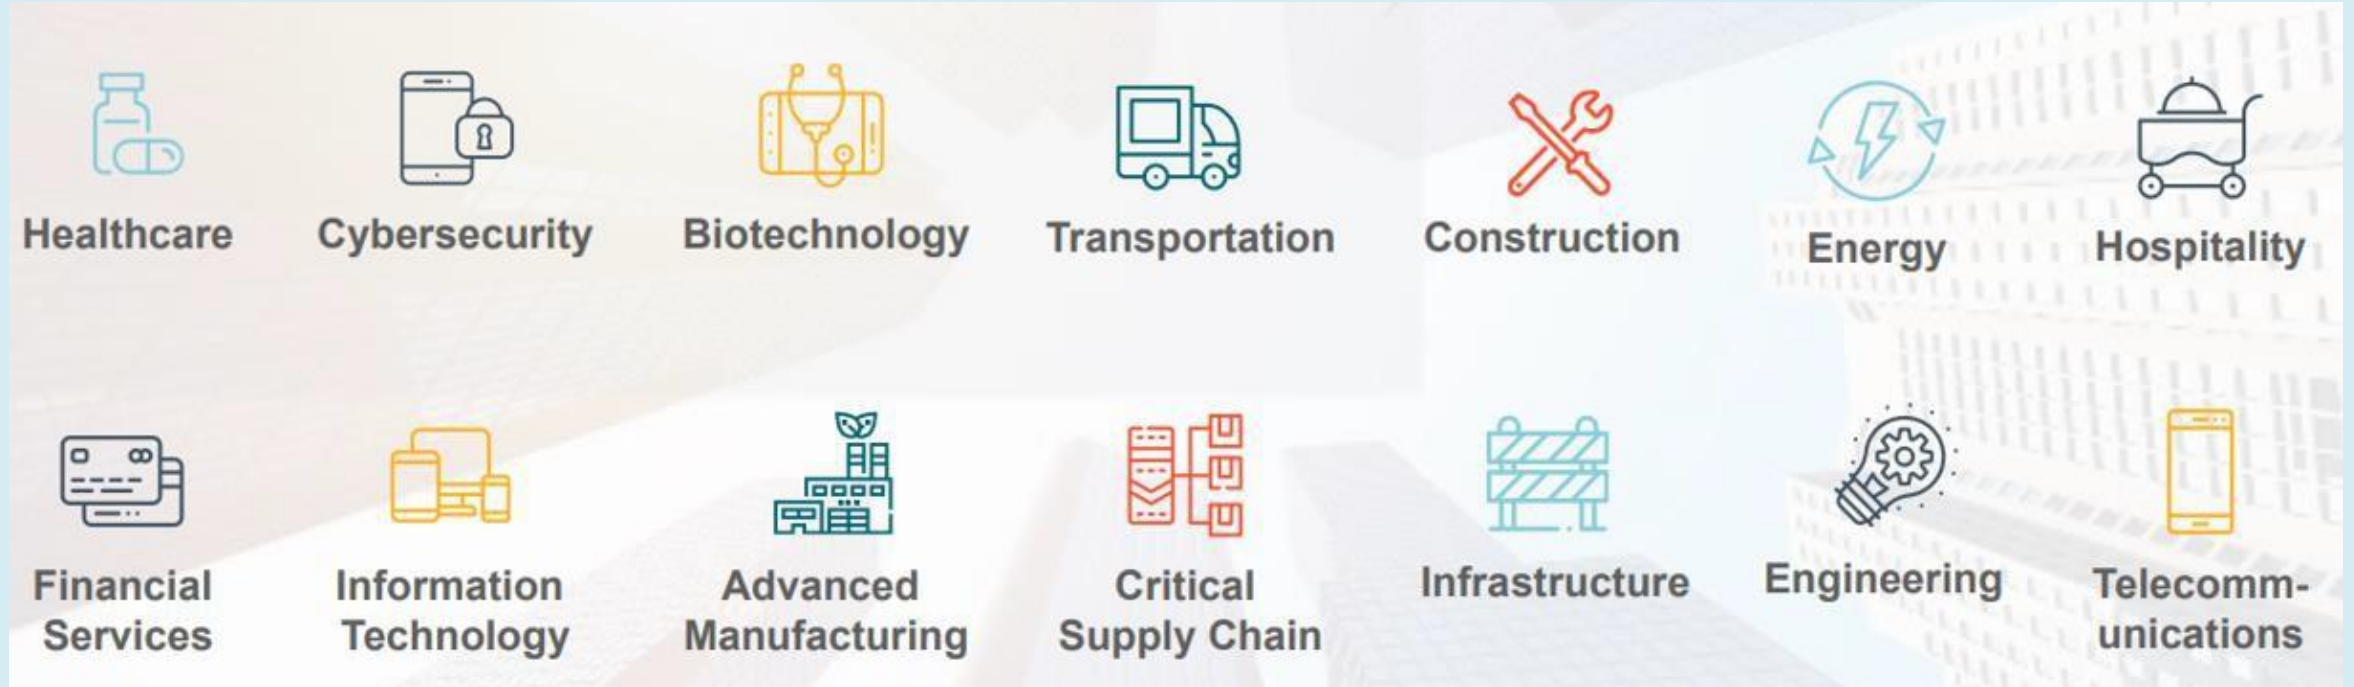 Healthcare
Cybersecurity
Biotechnology
Transportation
Construction
Energy
Hospitality
Financial
Services
Information
Technology
Advanced
Manufacturing
Critical
Supply Chain
Infrastructure
Engineering
Telecomm-
unications